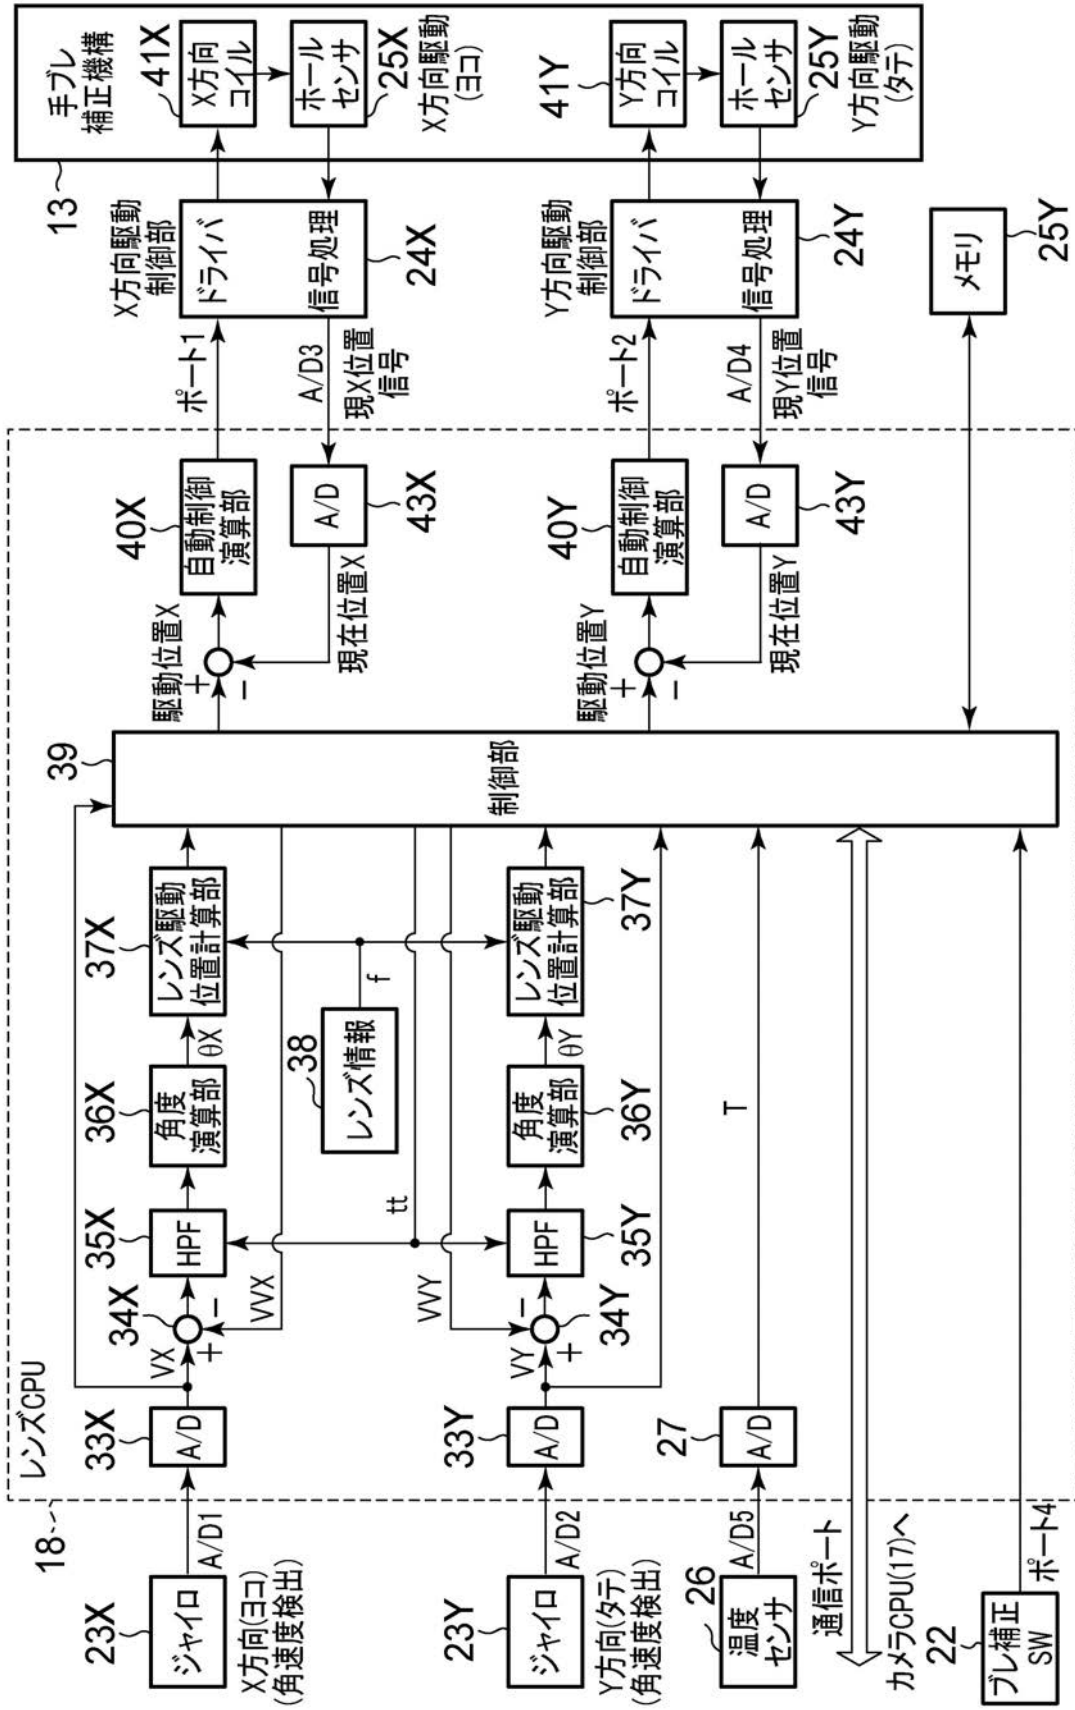 18
レンズCPU
23X
ジャイロ
X方向(ヨコ)
(角速度検出)
A/D1
33X
A/D
VX
+
−
34X
35X
HPF
36X
角度
演算部
θX
37X
レンズ駆動
位置計算部
VVX
38
レンズ情報
f
tt
23Y
ジャイロ
Y方向(タテ)
(角速度検出)
A/D2
33Y
A/D
VY
+
−
34Y
VVY
35Y
HPF
36Y
角度
演算部
θY
37Y
レンズ駆動
位置計算部
26
温度
センサ
A/D5
27
A/D
T
通信ポート
カメラCPU(17)へ
22
ブレ補正
SW
ポート4
39
制御部
駆動位置X
+
−
40X
自動制御
演算部
ポート1
現在位置X
43X
A/D
A/D3
現X位置
信号
X方向駆動
制御部
ドライバ
信号処理
24X
駆動位置Y
+
−
40Y
自動制御
演算部
ポート2
現在位置Y
43Y
A/D
A/D4
現Y位置
信号
Y方向駆動
制御部
ドライバ
信号処理
24Y
メモリ
25Y
13
手ブレ
補正機構
41X
X方向
コイル
ホール
センサ
25X
X方向駆動
(ヨコ)
41Y
Y方向
コイル
ホール
センサ
25Y
Y方向駆動
(タテ)